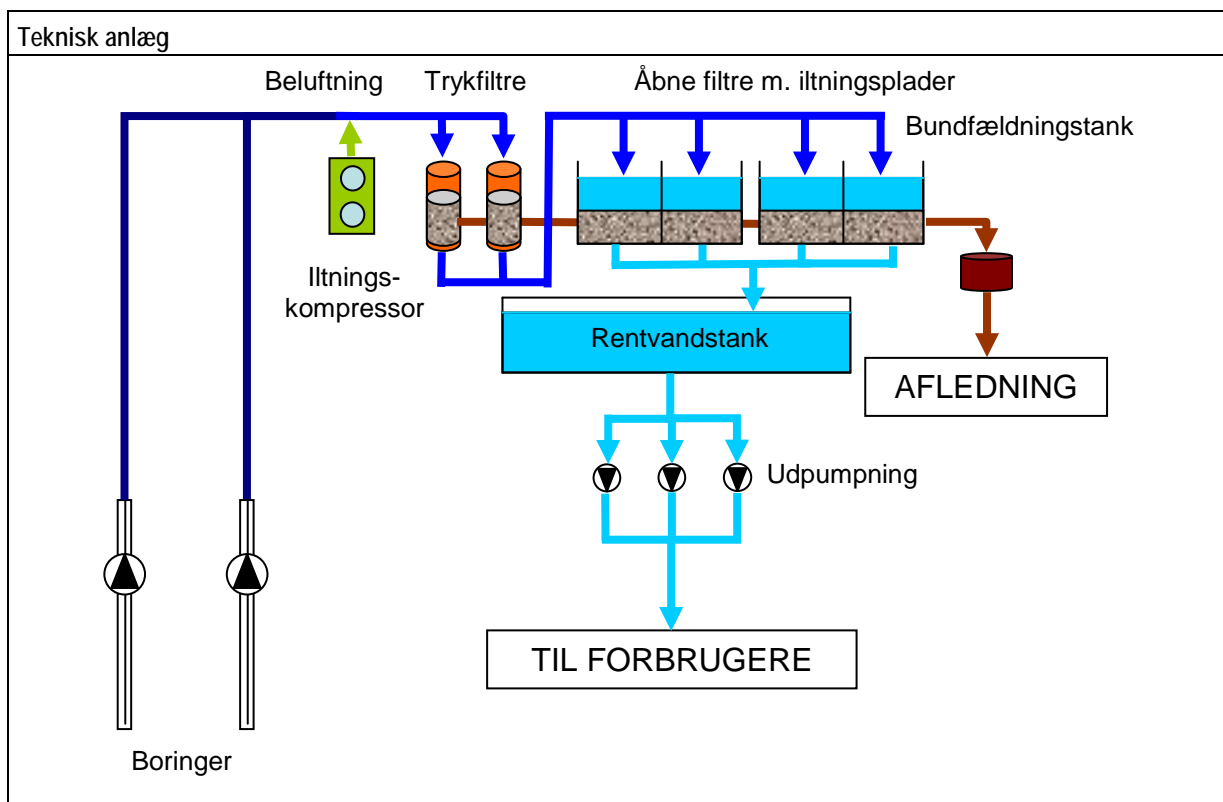 Teknisk anlæg
Beluftning
Trykfiltre
Åbne filtre m. iltningsplader
Bundfældningstank
Iltnings-
kompressor
Rentvandstank
AFLEDNING
Udpumpning
TIL FORBRUGERE
Boringer